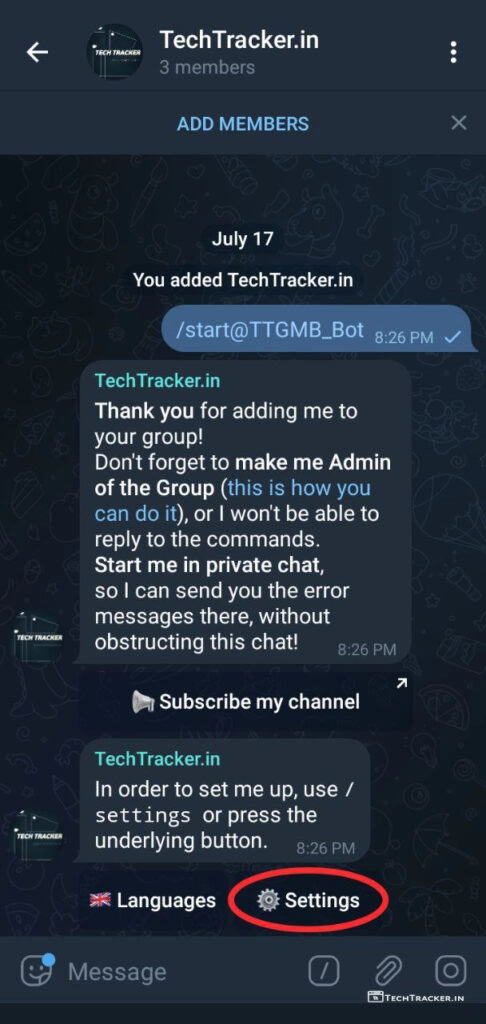 TechTracker.in
3 members
ADD MEMBERS
July 17
You added TechTracker.in
/start@TTGMB_Bot 8:26 PM
TechTracker.in
Thank you for adding me to
your group!
Don't forget to make me Admin
of the Group (this is how you
can do it), or I won't be able to
reply to the commands.
Start me in private chat,
so I can send you the error
messages there, without
obstructing this chat! 8:26 PM
TECH TRACKER
Subscribe my channel
TechTracker.in
In order to set me up, use /
settings or press the
underlying button. 8:26 PM
TECH TRACKER
Languages Settings
Message
TECHTRACKER.IN